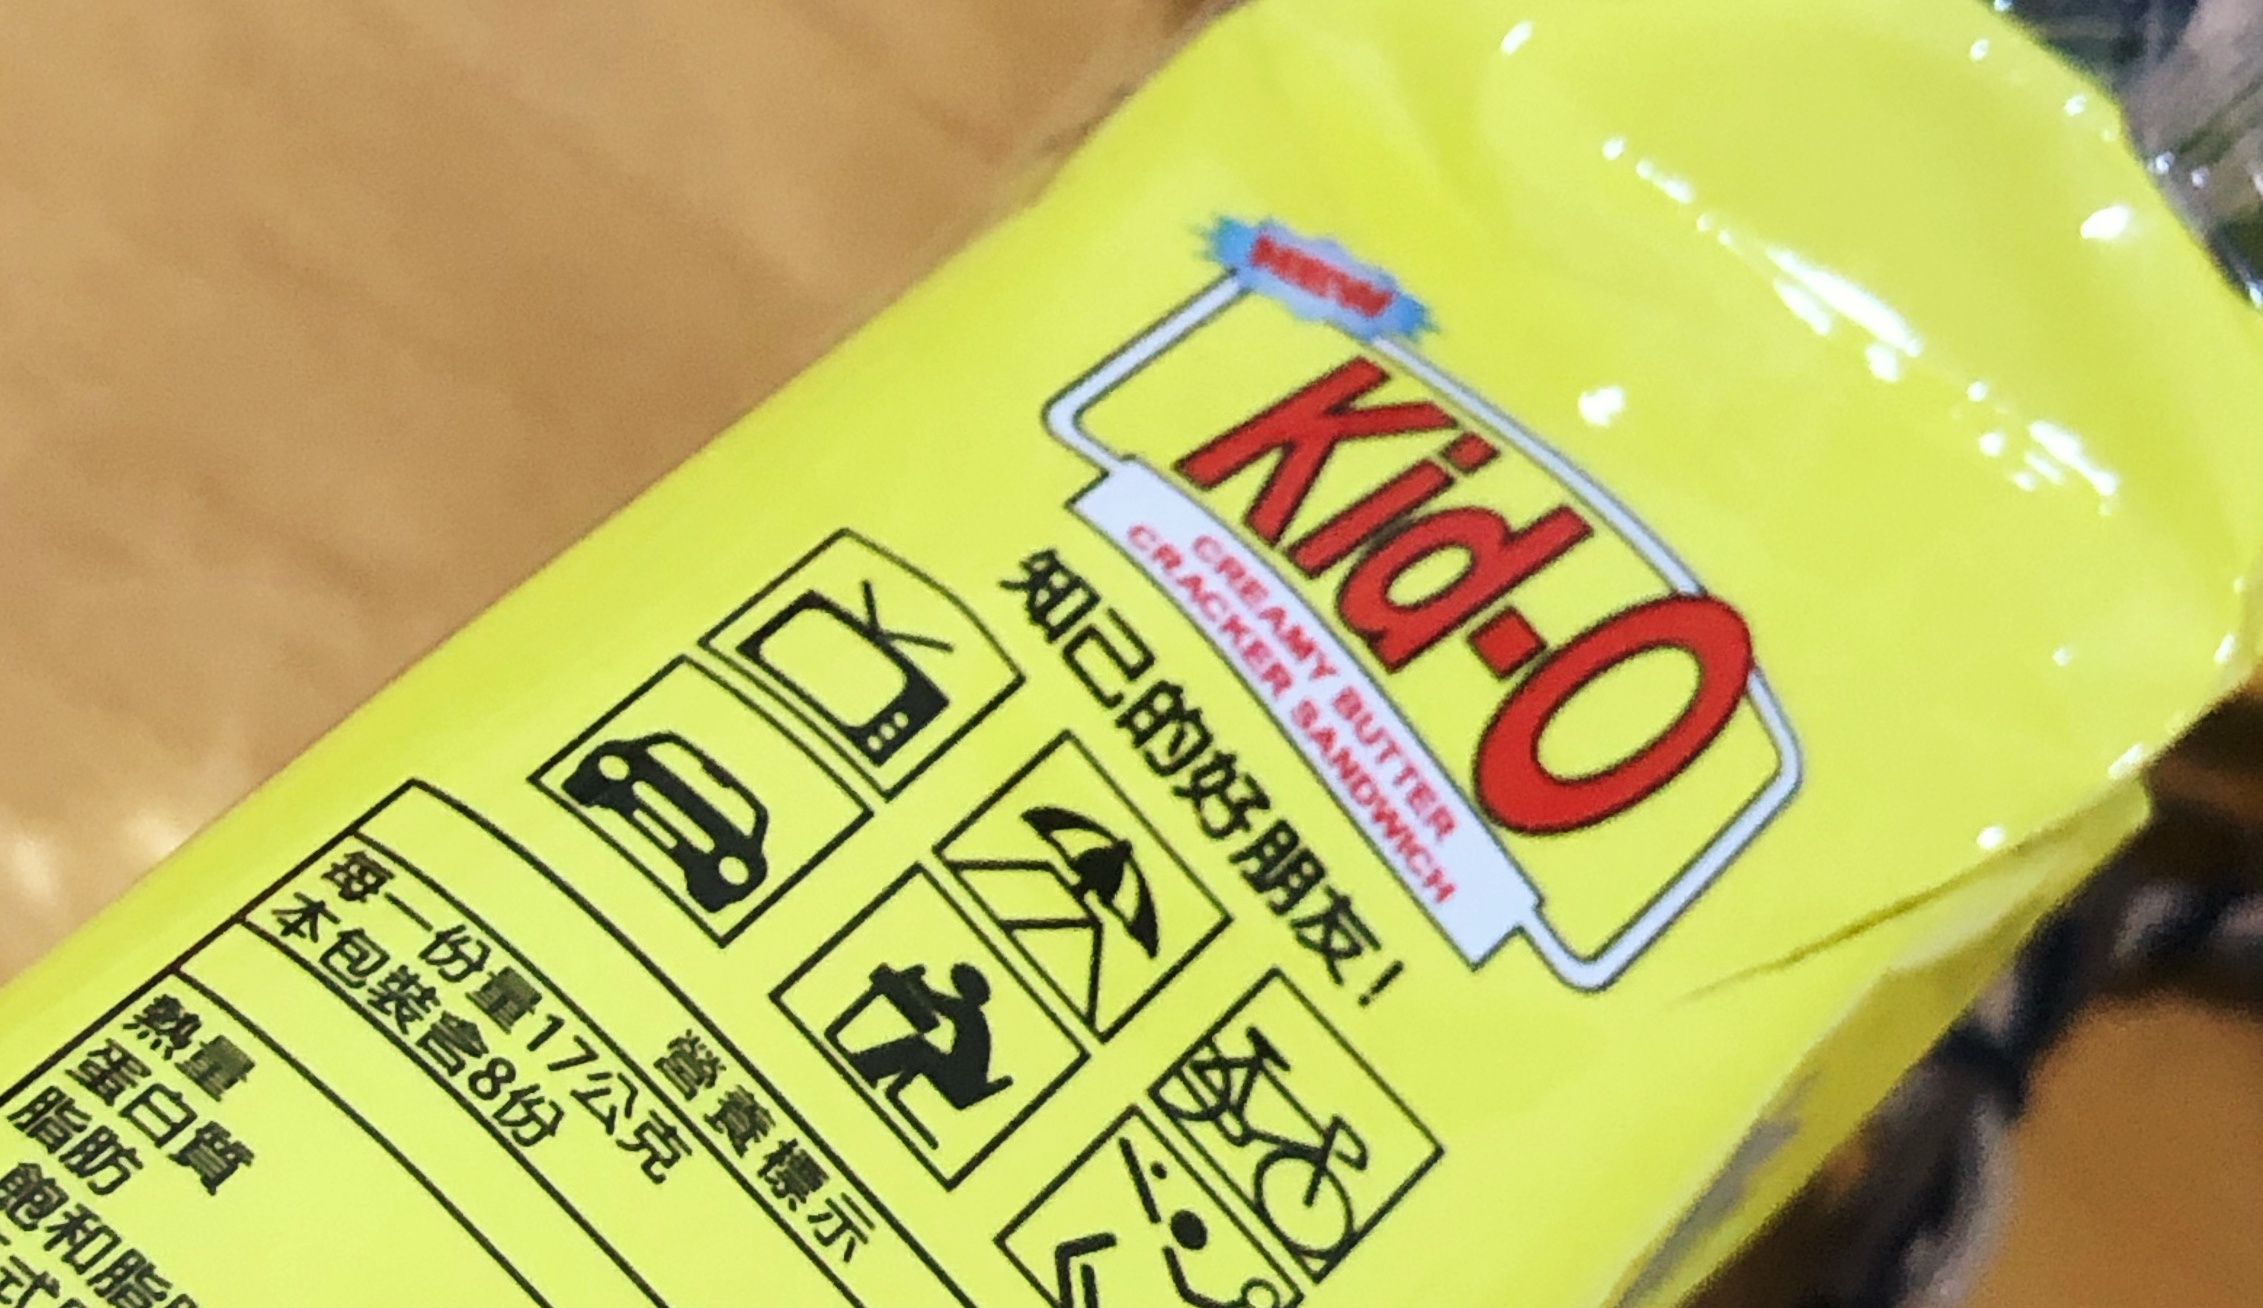 NEW
Kid-O
CREAMY BUTTER
CRACKER SANDWICH
知己的好朋友!
營養標示
每一份量17公克
本包裝含8份
熱量
蛋白質
脂肪
飽和脂